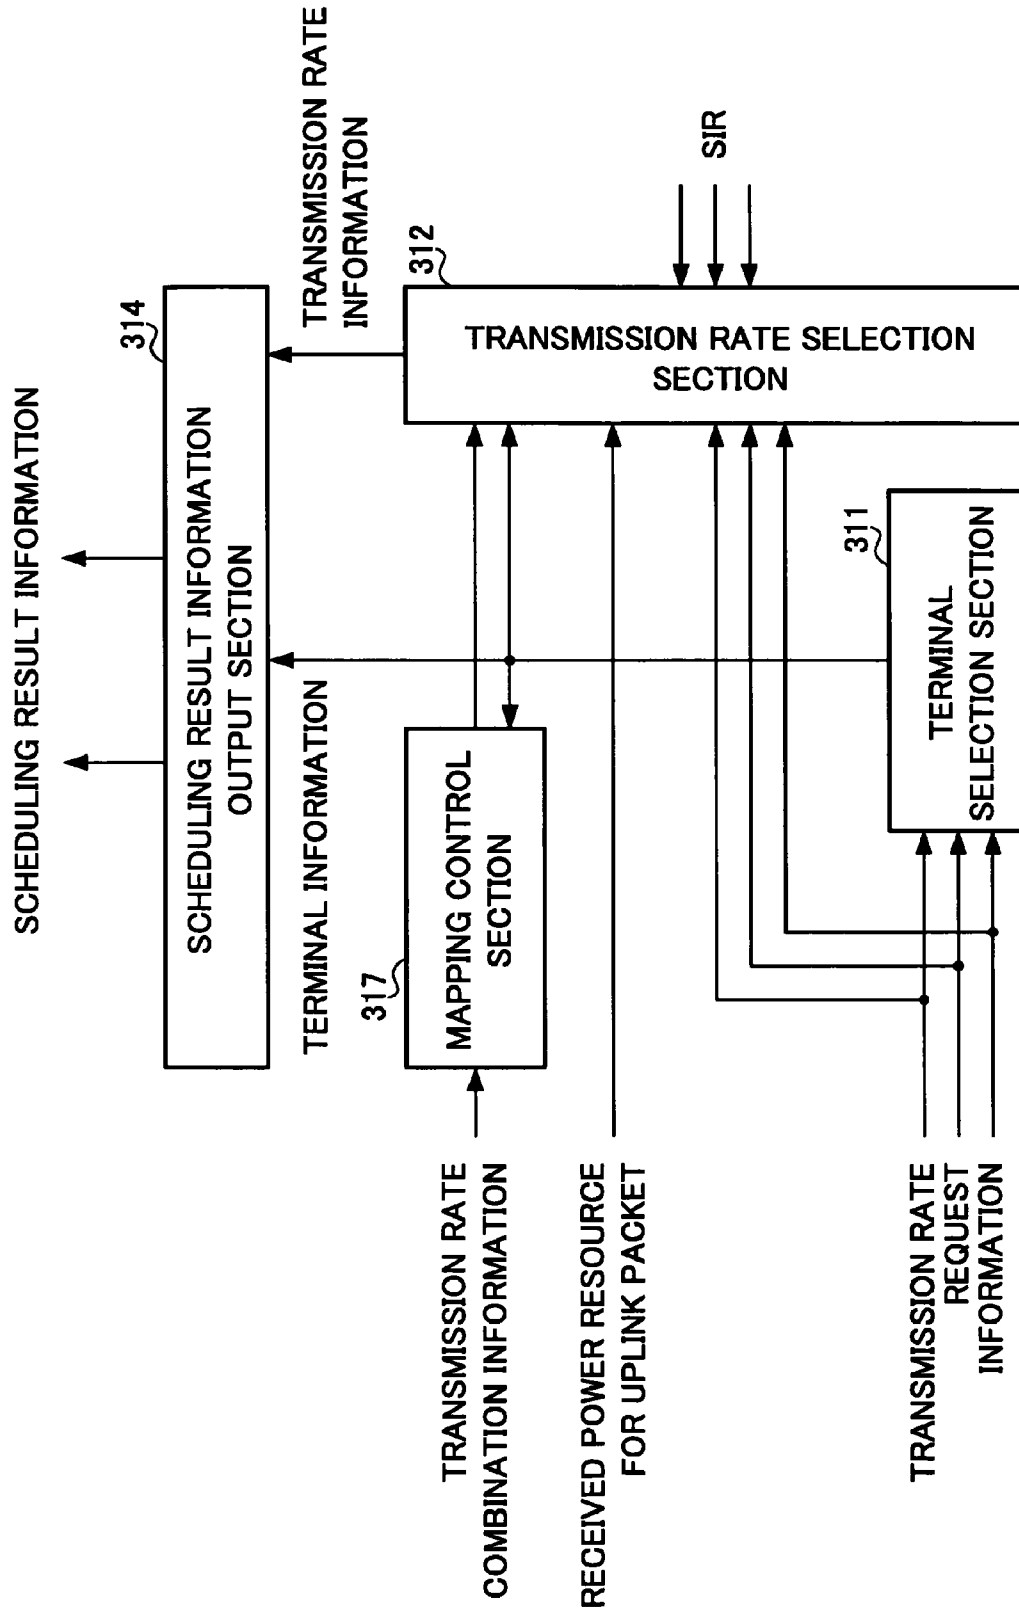 SCHEDULING RESULT INFORMATION
314
SCHEDULING RESULT INFORMATION
OUTPUT SECTION
TERMINAL INFORMATION
TRANSMISSION RATE
INFORMATION
317
MAPPING CONTROL
SECTION
312
TRANSMISSION RATE SELECTION
SECTION
SIR
311
TERMINAL
SELECTION SECTION
TRANSMISSION RATE
COMBINATION INFORMATION
RECEIVED POWER RESOURCE
FOR UPLINK PACKET
TRANSMISSION RATE
REQUEST
INFORMATION